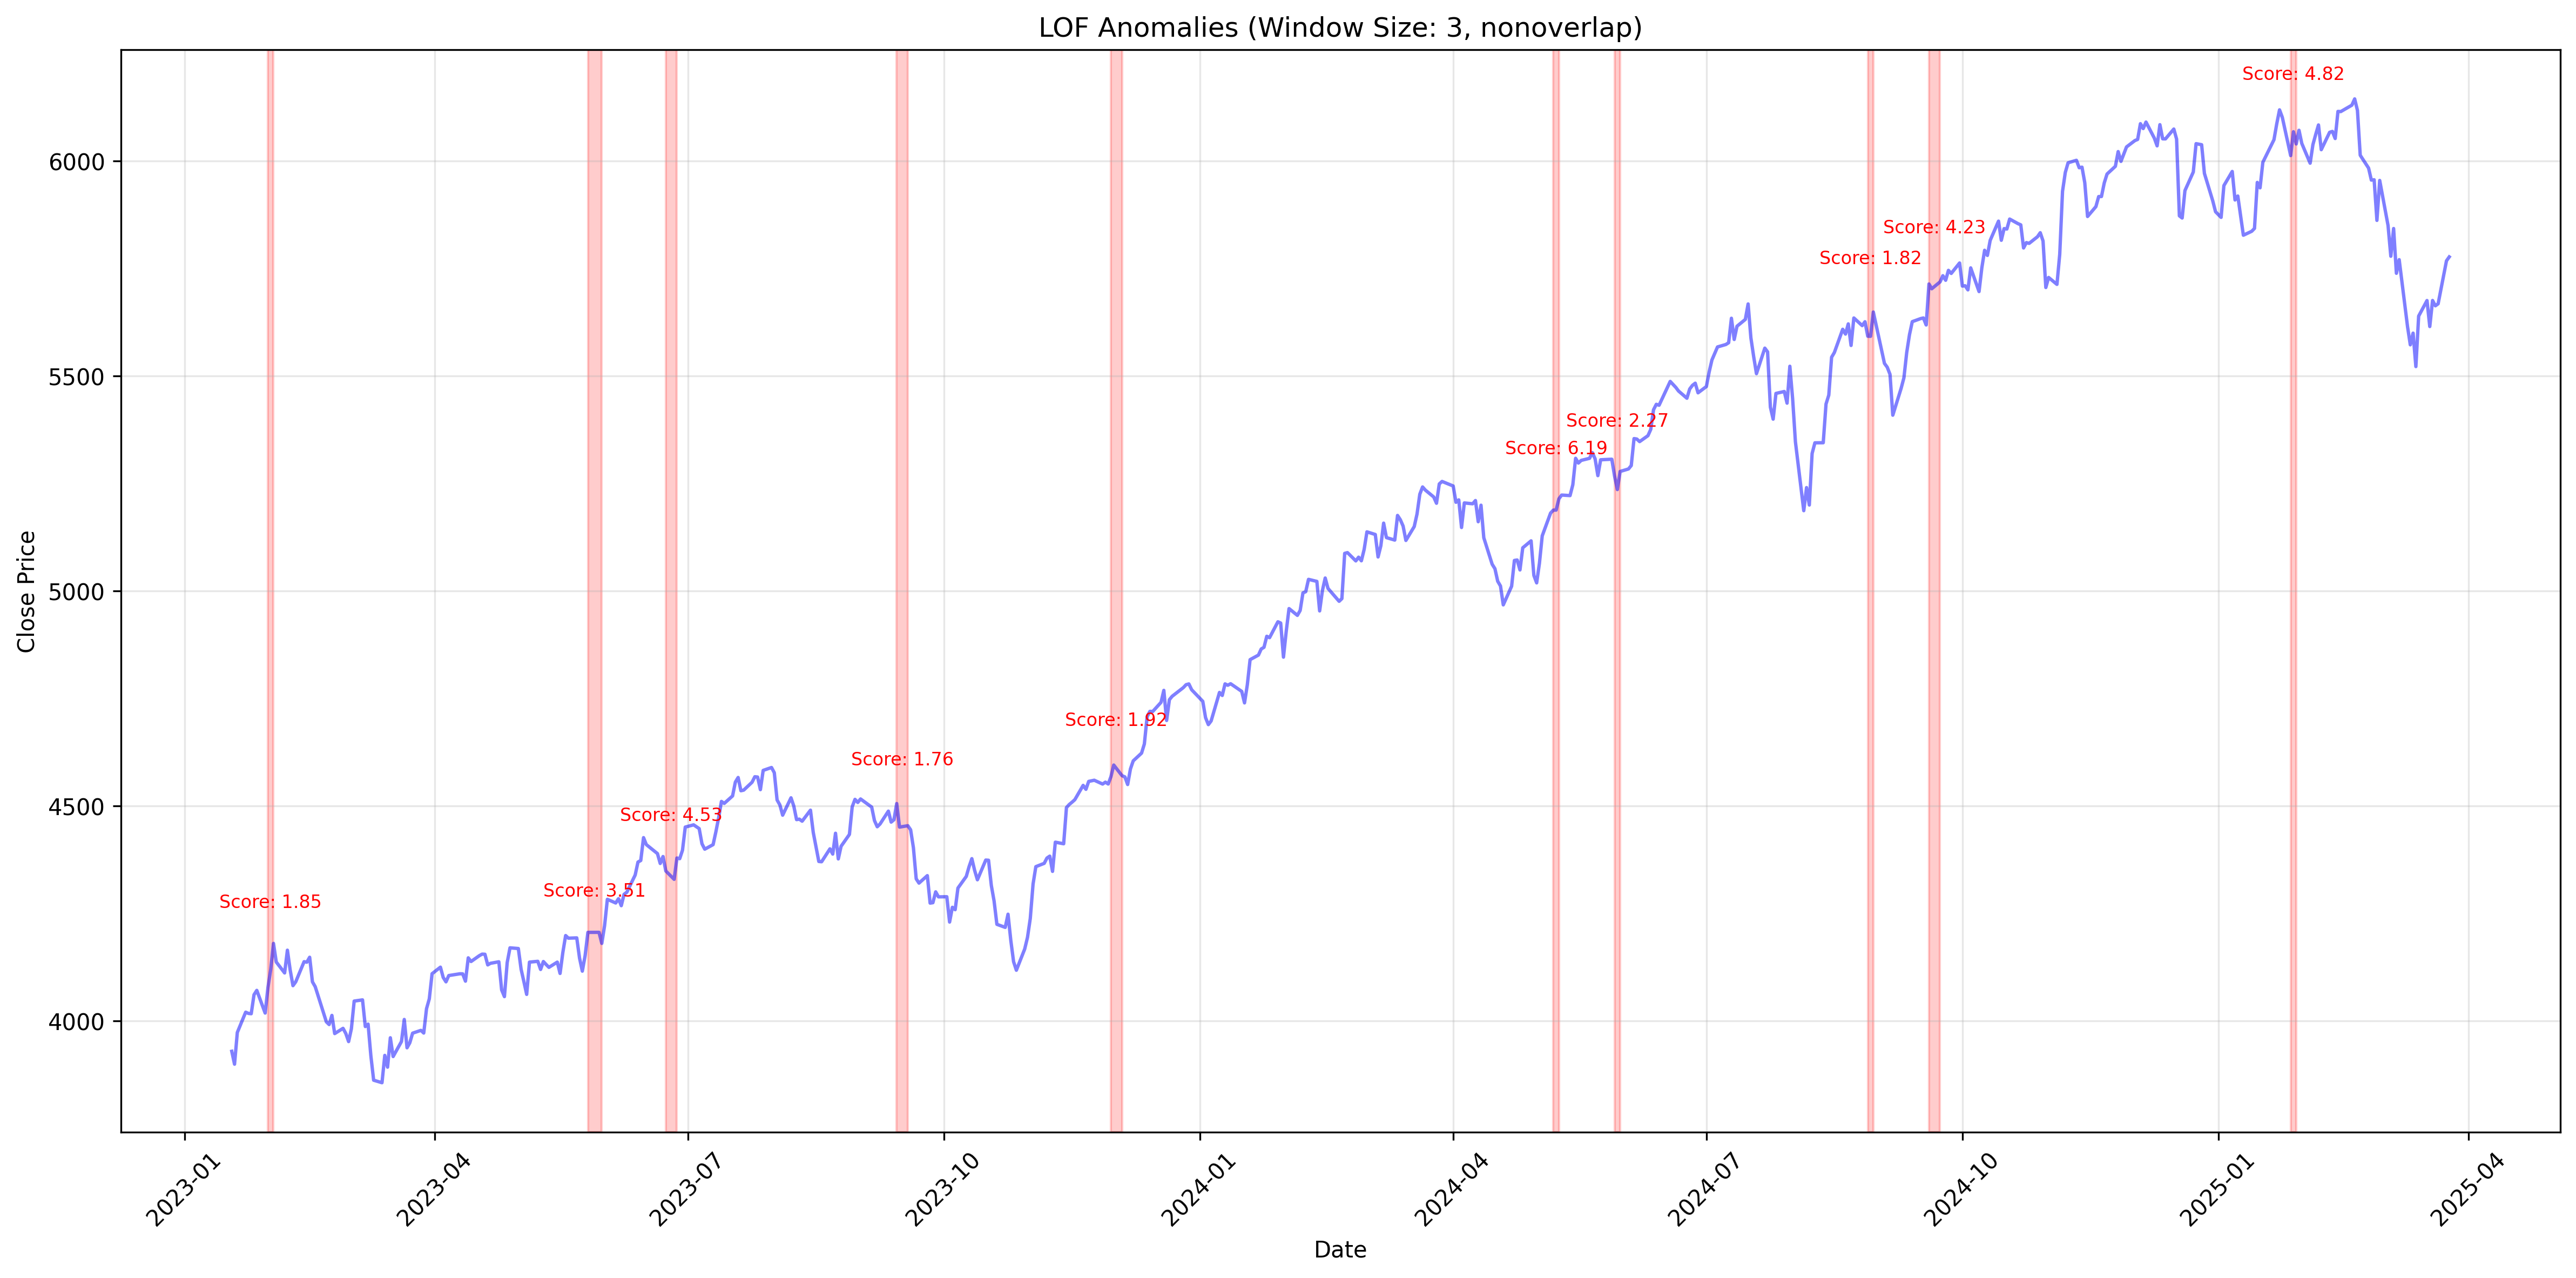 LOF Anomalies (Window Size: 3, nonoverlap)
Score: 4.82
6000
Score: 4.23
Score: 1.82
5500
Score: 2.27
Score: 6.19
5000
Score: 1.92
Score: 1.76
4500
Score: 4.53
Score: 3.51
Score: 1.85
4000
Close Price
2023-01
2023-04
2023-07
2023-10
2024-01
2024-04
2024-07
2024-10
2025-01
2025-04
Date